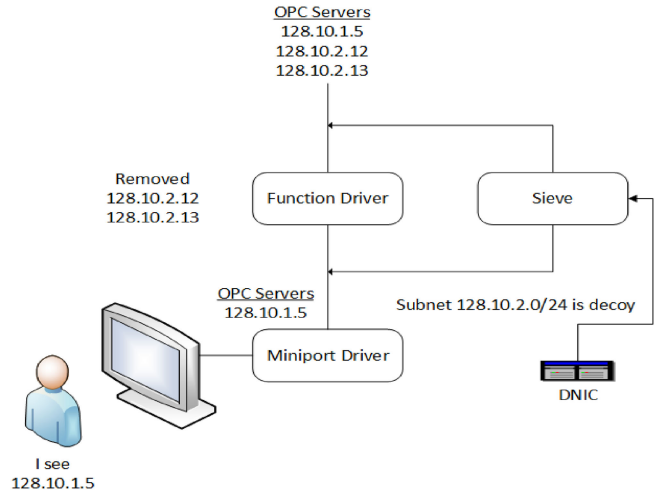 OPC Servers
128.10.1.5
128.10.2.12
128.10.2.13
Removed
128.10.2.12
128.10.2.13
Function Driver
Sieve
OPC Servers
128.10.1.5
Subnet 128.10.2.0/24 is decoy
Miniport Driver
DNIC
I see
128.10.1.5